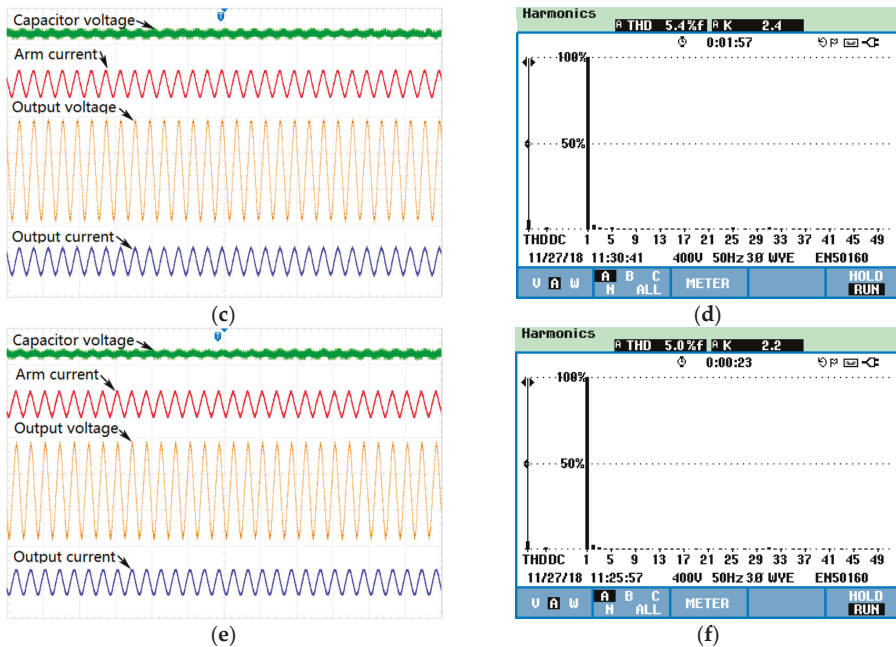 Capacitor voltage
Arm current
Output voltage
Output current
(c)
Harmonics
A THD 5.4%f A K 2.4
0:01:57
100%
50%
THDDC 1 5 9 13 17 21 25 29 33 37 41 45 49
11/27/18 11:30:41 400V 50Hz 3Ø WYE EN50160
V A W A B C N ALL METER HOLD RUN
(d)
Capacitor voltage
Arm current
Output voltage
Output current
(e)
Harmonics
A THD 5.0%f A K 2.2
0:00:23
100%
50%
THDDC 1 5 9 13 17 21 25 29 33 37 41 45 49
11/27/18 11:25:57 400V 50Hz 3Ø WYE EN50160
V A W A B C N ALL METER HOLD RUN
(f)